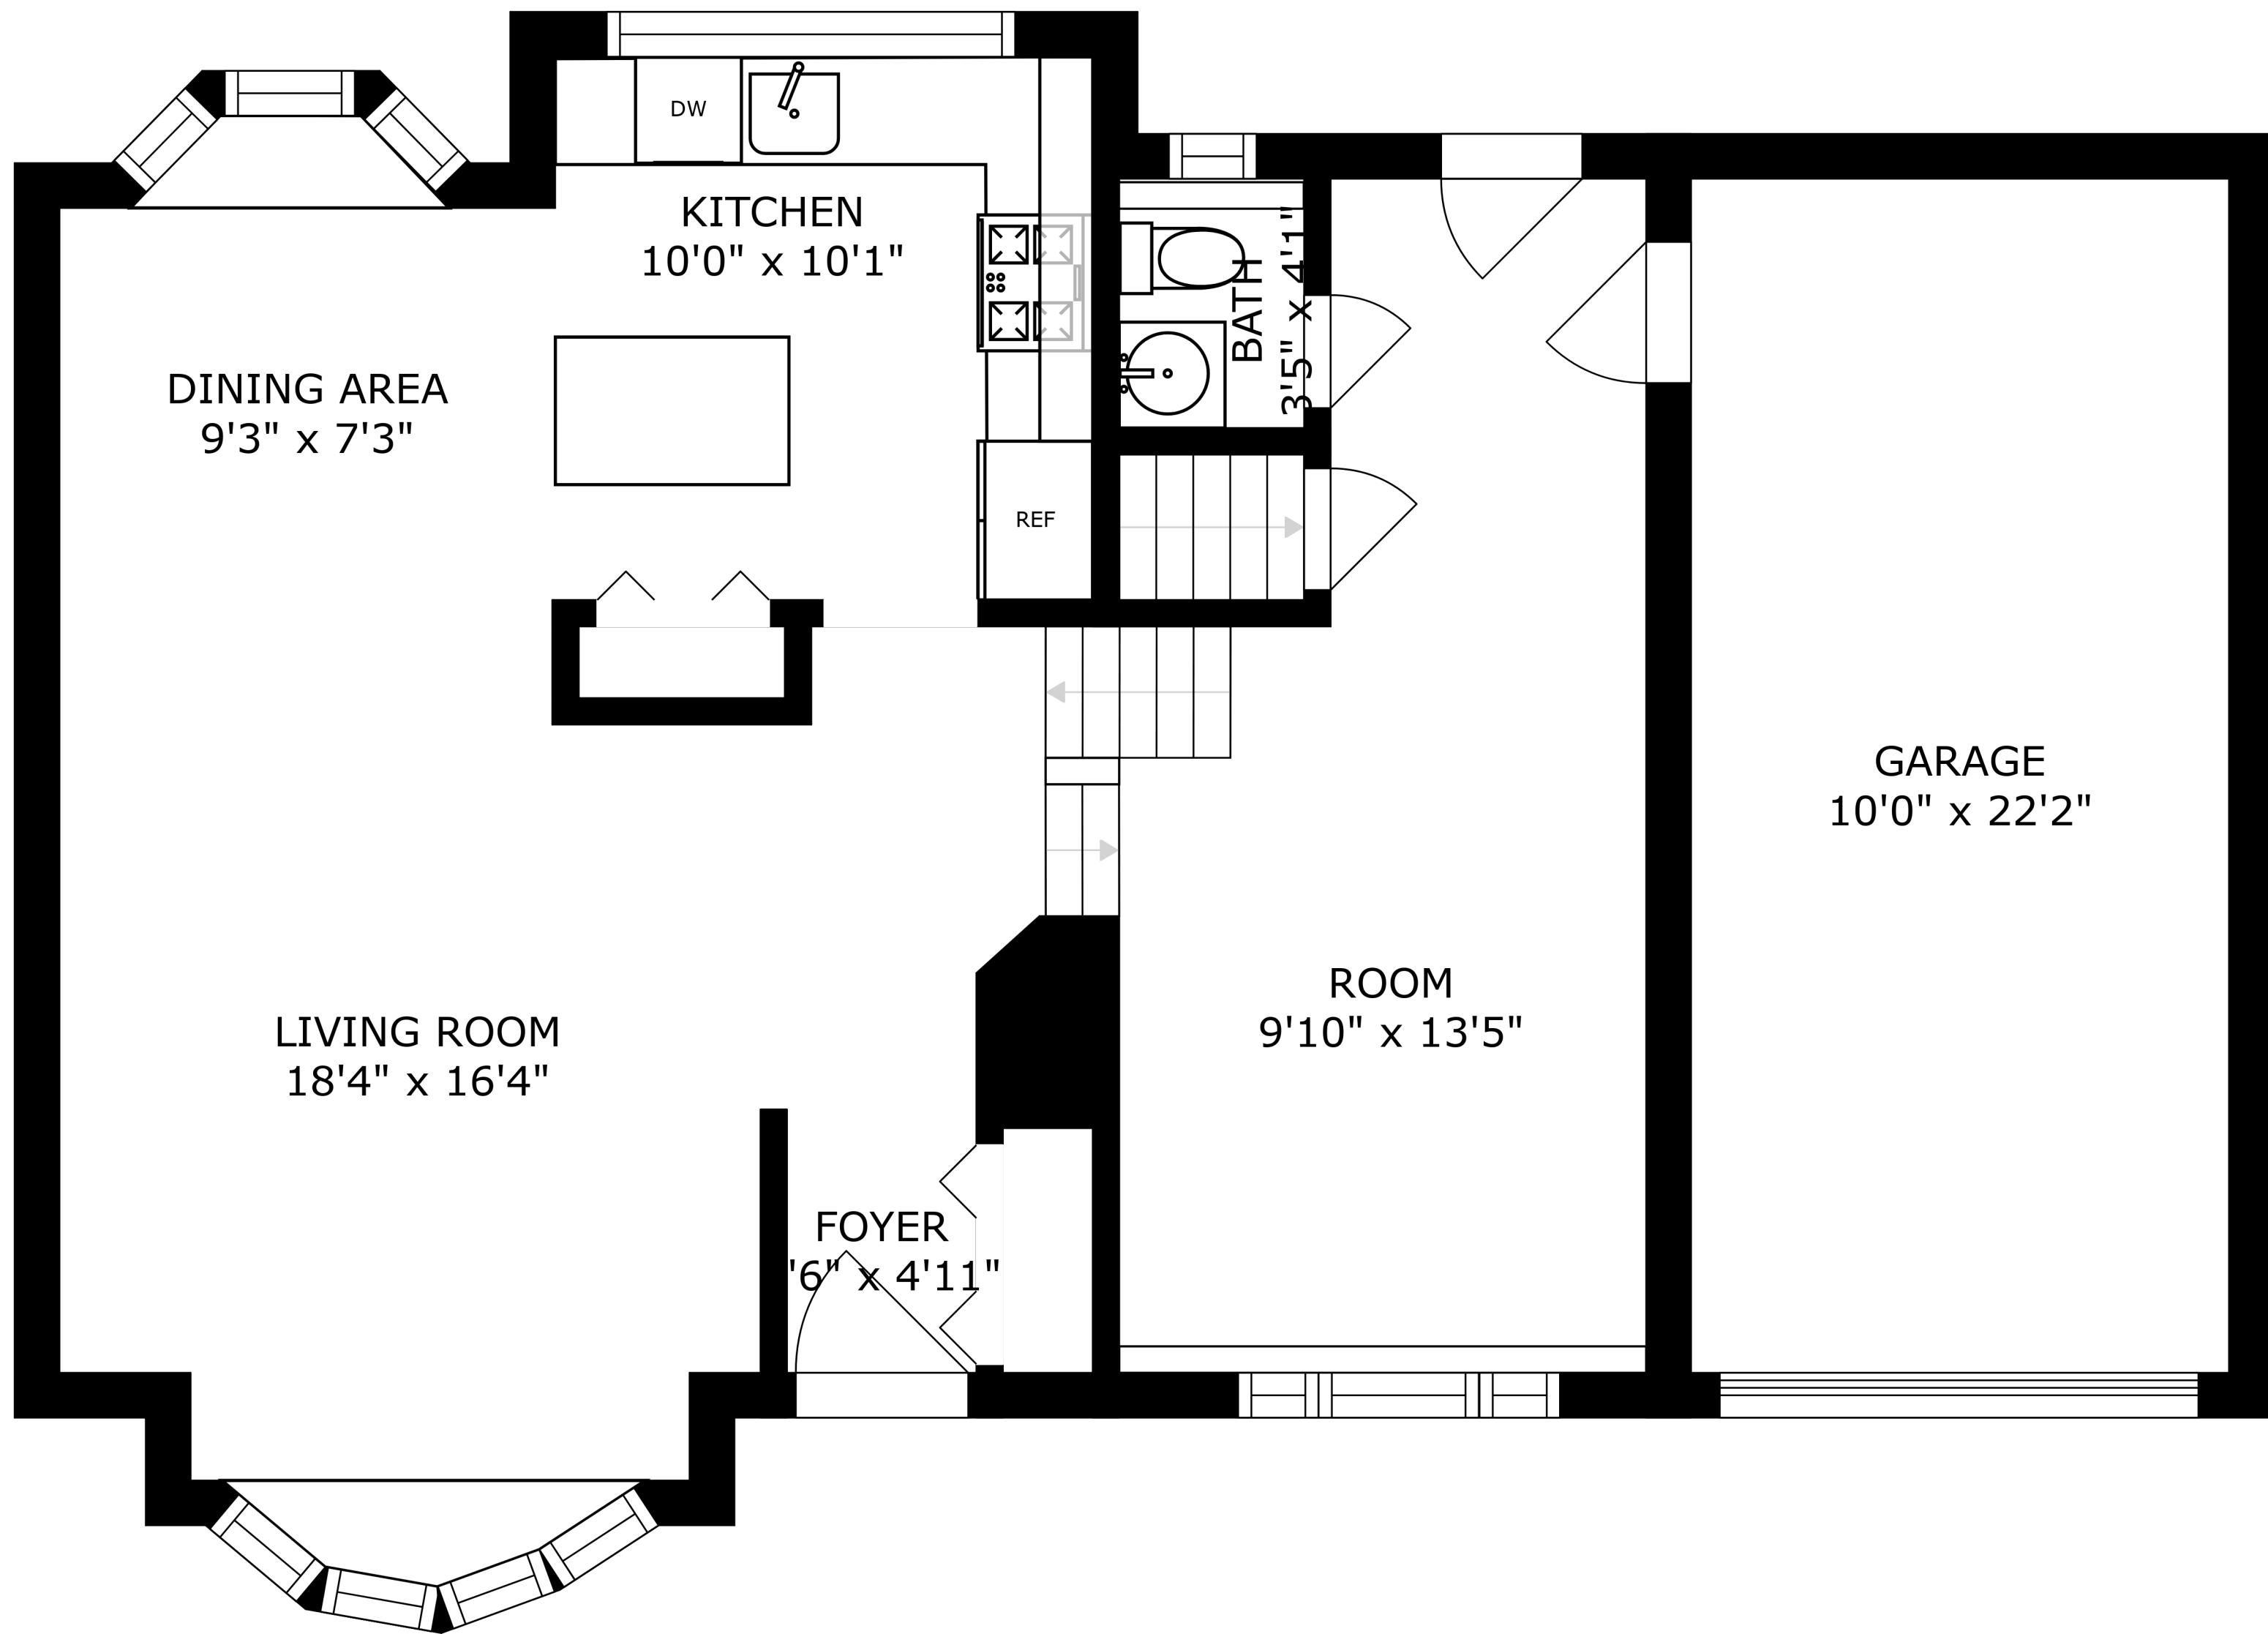 DW
KITCHEN
10'0" x 10'1"
BATH
3'5" x 4'1"
DINING AREA
9'3" x 7'3"
REF
GARAGE
10'0" x 22'2"
ROOM
9'10" x 13'5"
LIVING ROOM
18'4" x 16'4"
FOYER
'6" x 4'11"